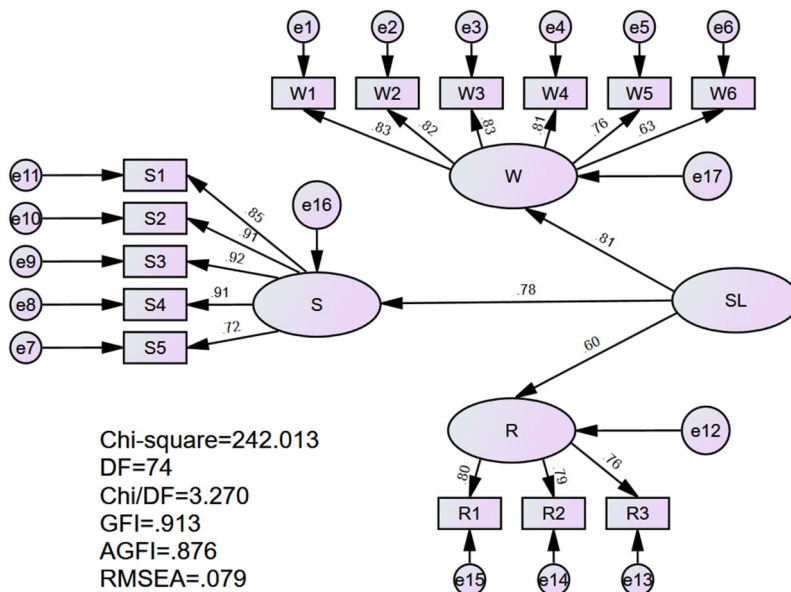 e1 e2 e3 e4 e5 e6
W1 W2 W3 W4 W5 W6
.83 .82 .83 .81 .76 .63
W
e17
e11 S1
e10 S2
e9 S3
e8 S4
e7 S5
e16
.85
.91
.92
.91
.72
S
.81
.78
.60
SL
R
e12
.80 .79 .76
R1 R2 R3
e15 e14 e13
Chi-square=242.013
DF=74
Chi/DF=3.270
GFI=.913
AGFI=.876
RMSEA=.079